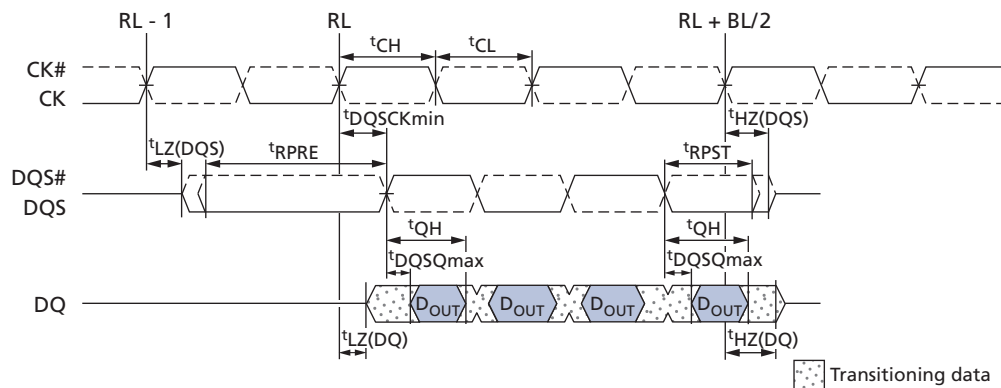 RL - 1
RL
RL + BL/2
tCH
tCL
CK#
CK
tDQSCKmin
tHZ(DQS)
tLZ(DQS)
tRPRE
tRPST
DQS#
DQS
tQH
tQH
tDQSQmax
tDQSQmax
DQ
DOUT
DOUT
DOUT
DOUT
tLZ(DQ)
tHZ(DQ)
Transitioning data